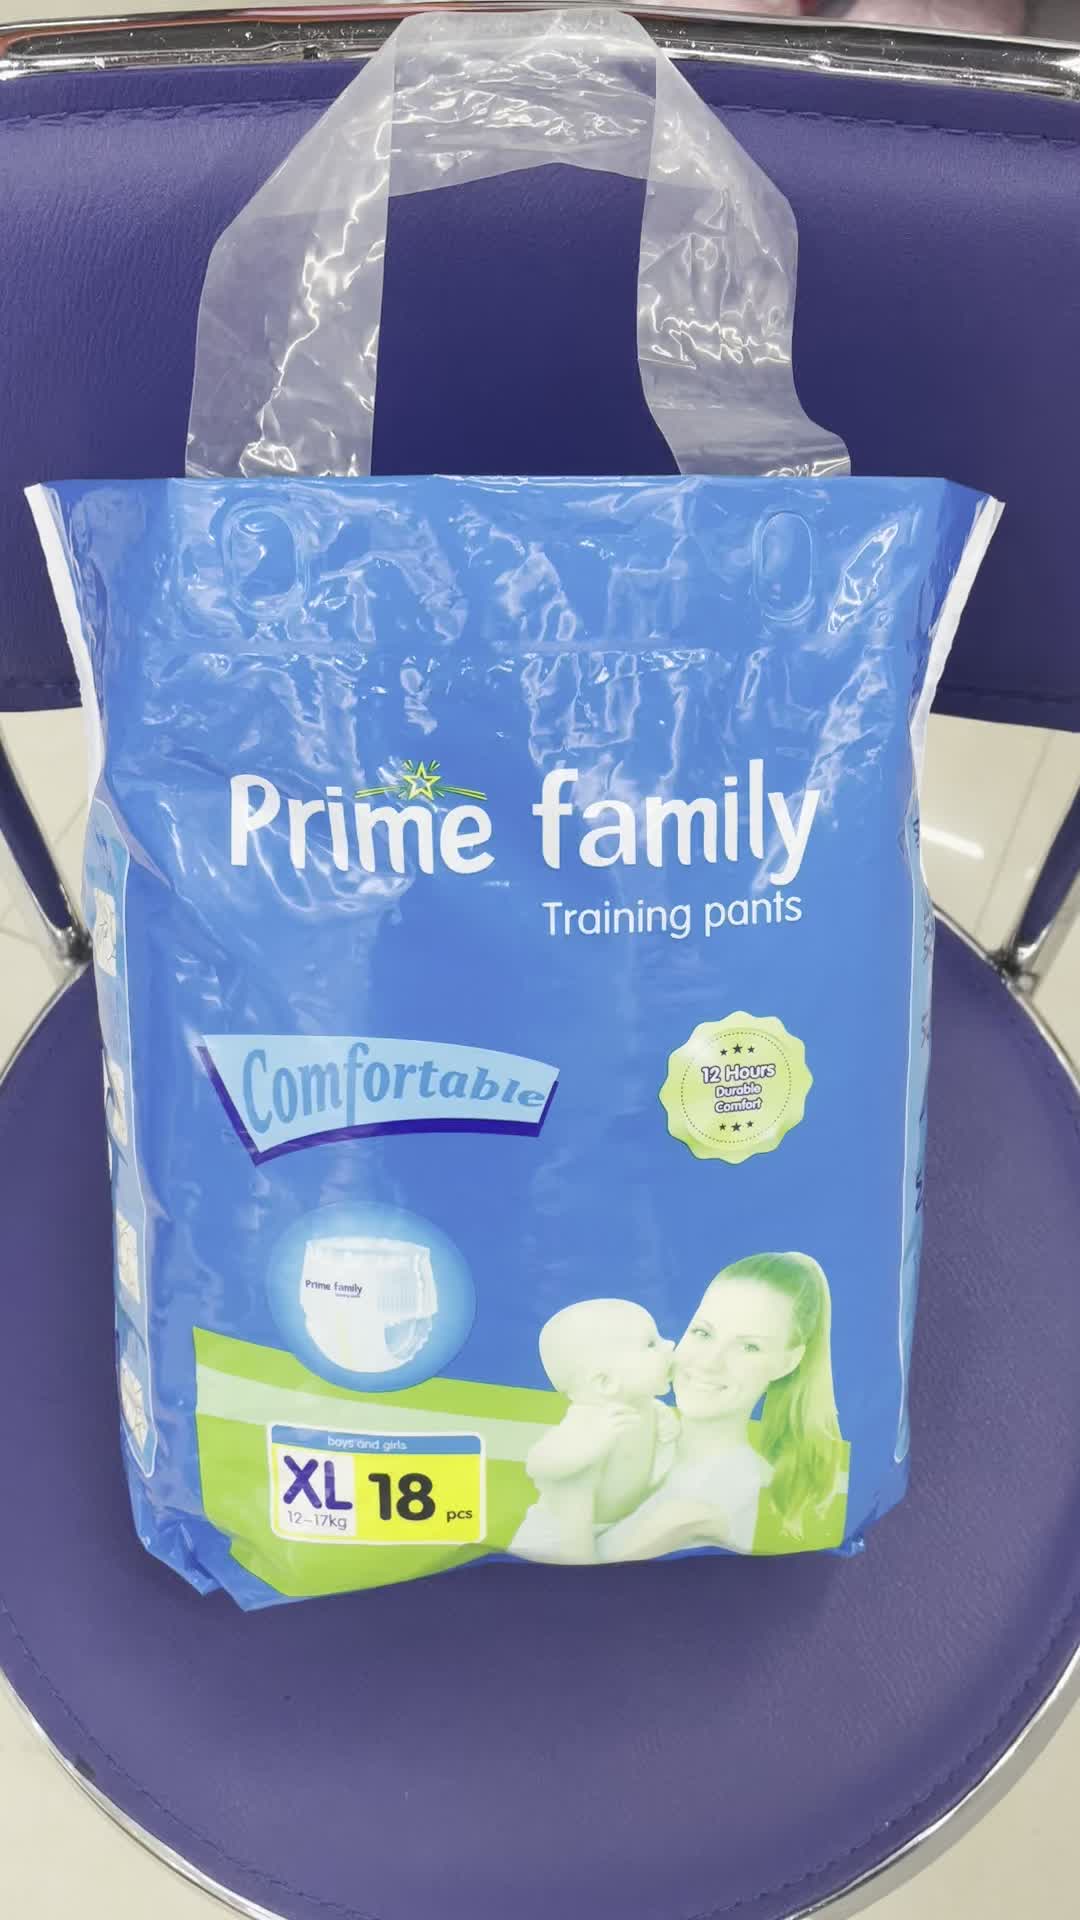 Prime family
Training pants
Comfortable
12 Hours
Durable
Comfort
Prime family
boys and girls
XL
12-17kg
18 pcs